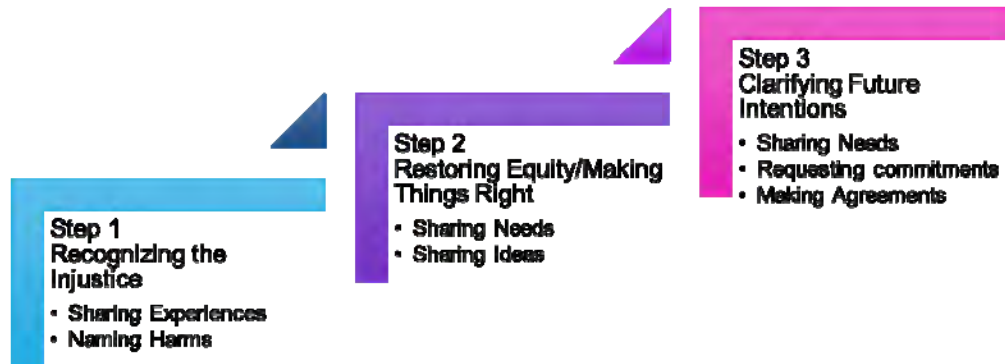 Step 1
Recognizing the
Injustice
• Sharing Experiences
• Naming Harms
Step 2
Restoring Equity/Making
Things Right
• Sharing Needs
• Sharing Ideas
Step 3
Clarifying Future
Intentions
• Sharing Needs
• Requesting commitments
• Making Agreements